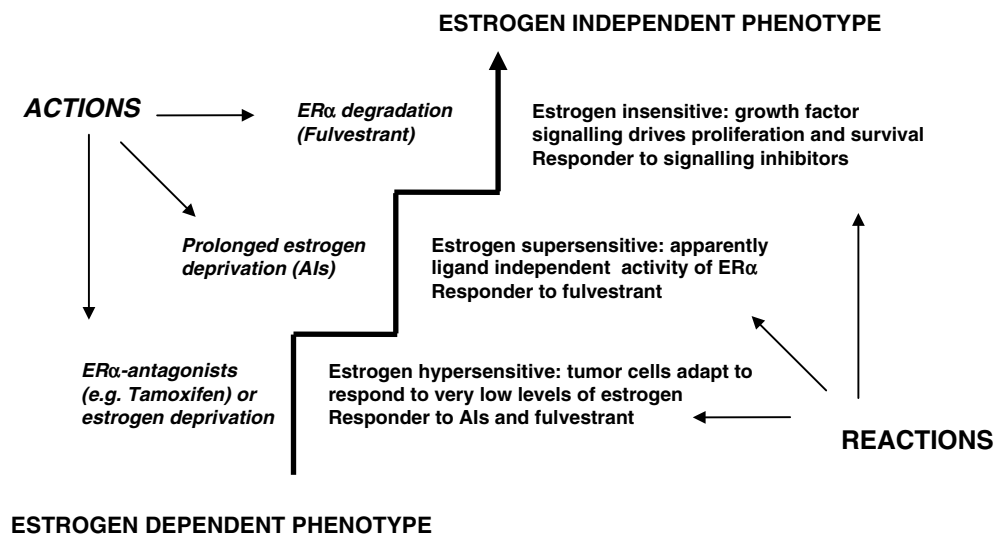 ESTROGEN INDEPENDENT PHENOTYPE
ACTIONS
ERα degradation
(Fulvestrant)
Estrogen insensitive: growth factor
signalling drives proliferation and survival
Responder to signalling inhibitors
Prolonged estrogen
deprivation (AIs)
Estrogen supersensitive: apparently
ligand independent activity of ERα
Responder to fulvestrant
ERα-antagonists
(e.g. Tamoxifen) or
estrogen deprivation
Estrogen hypersensitive: tumor cells adapt to
respond to very low levels of estrogen
Responder to AIs and fulvestrant
REACTIONS
ESTROGEN DEPENDENT PHENOTYPE